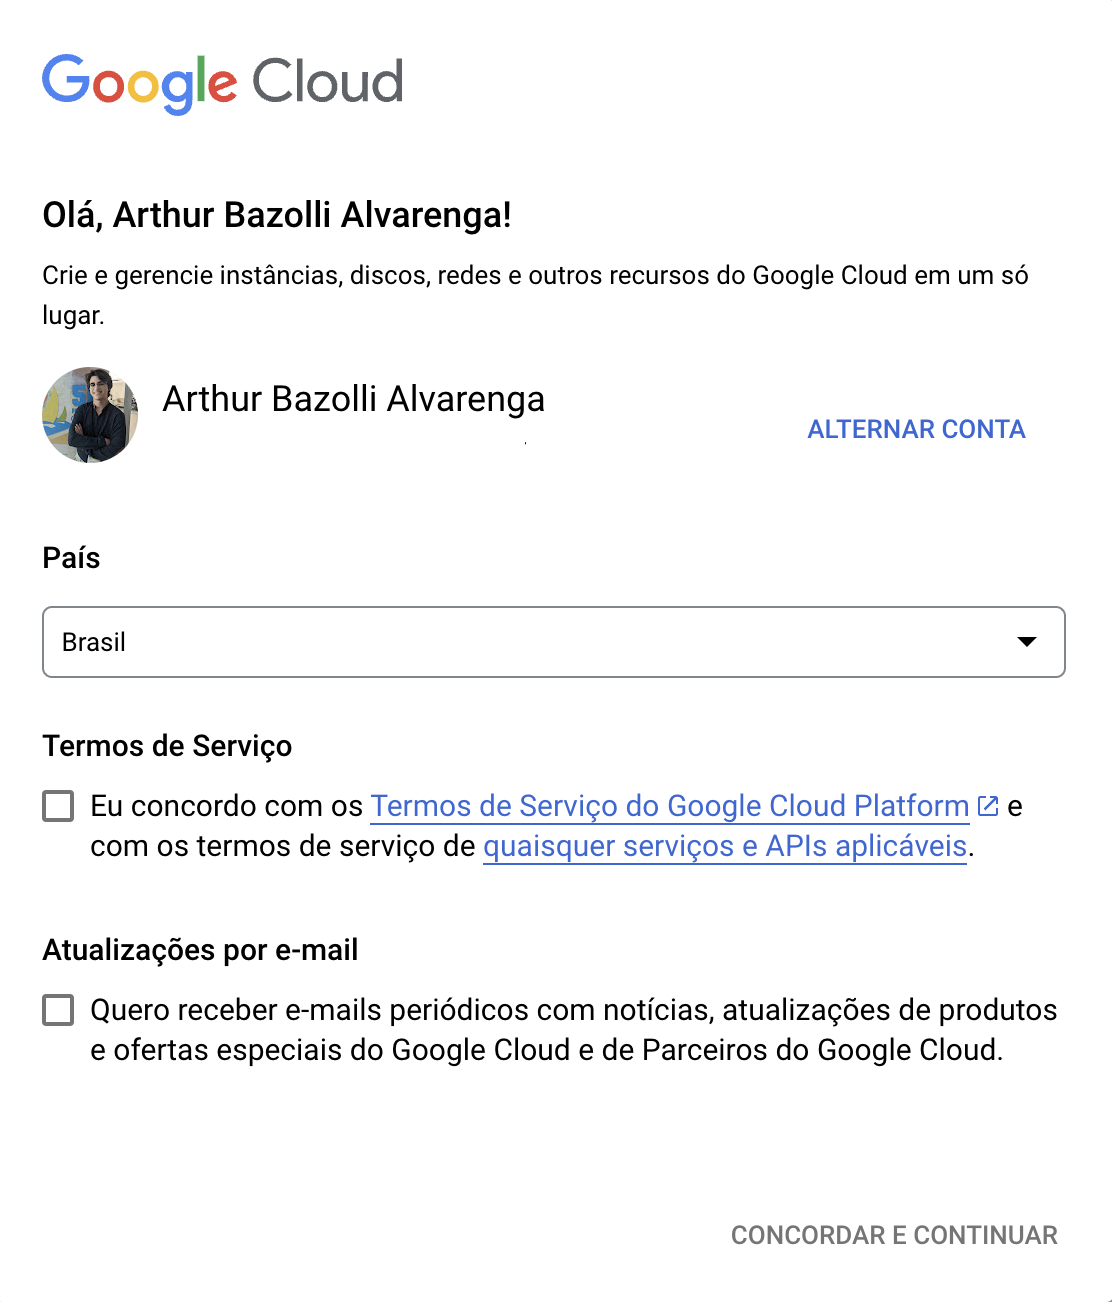 Google Cloud
Olá, Arthur Bazolli Alvarenga!
Crie e gerencie instâncias, discos, redes e outros recursos do Google Cloud em um só
lugar.
Arthur Bazolli Alvarenga
ALTERNAR CONTA
País
Brasil
Termos de Serviço
Eu concordo com os Termos de Serviço do Google Cloud Platform e
com os termos de serviço de quaisquer serviços e APIs aplicáveis.
Atualizações por e-mail
Quero receber e-mails periódicos com notícias, atualizações de produtos
e ofertas especiais do Google Cloud e de Parceiros do Google Cloud.
CONCORDAR E CONTINUAR